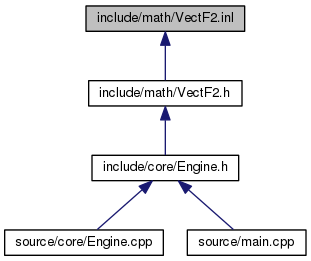 include/math/VectF2.inl
include/math/VectF2.h
include/core/Engine.h
source/core/Engine.cpp
source/main.cpp